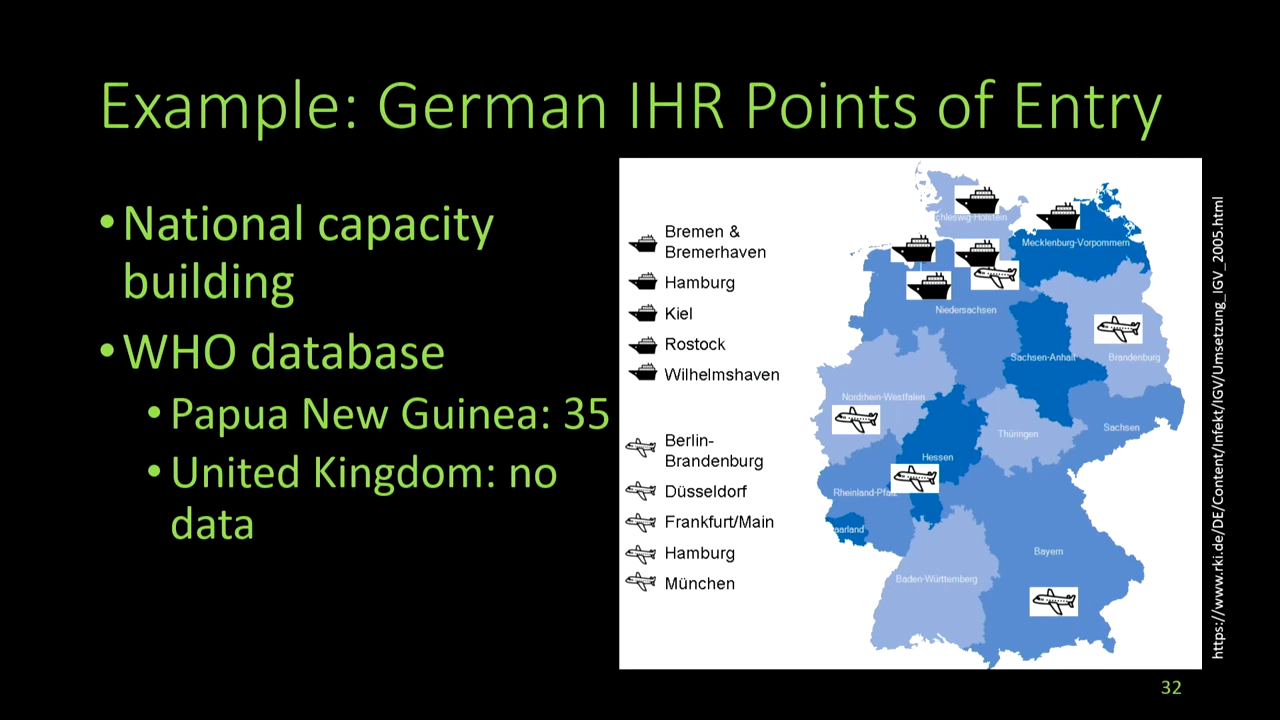 Example: German IHR Points of Entry
•National capacity
building
•WHO database
•Papua New Guinea: 35
•United Kingdom: no
data
Bremen &
Bremerhaven
Hamburg
Kiel
Rostock
Wilhelmshaven
Berlin-
Brandenburg
Düsseldorf
Frankfurt/Main
Hamburg
München
chleswig-Holstein
Mecklenburg-Vorpommern
Niedersachsen
Sachsen-Anhalt
Brandenburg
Nordrhein-Westfalen
Thüringen
Sachsen
Hessen
Rheinland-Pfalz
aarland
Bayern
Baden-Württemberg
https://www.rki.de/DE/Content/Infekt/IGV/Umsetzung_IGV_2005.html
32